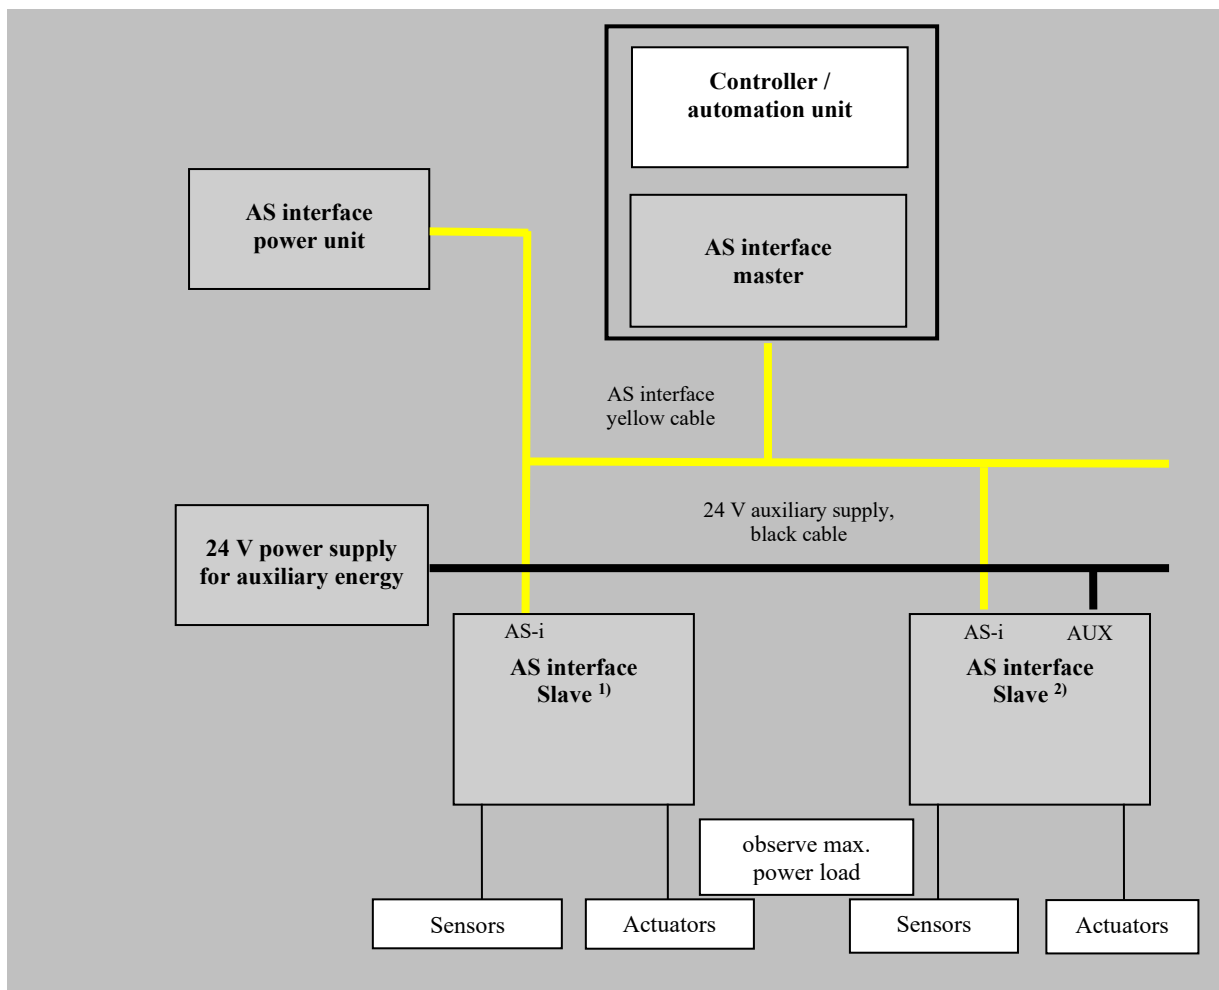 Controller /
automation unit
AS interface
power unit
AS interface
master
AS interface
yellow cable
24 V auxiliary supply,
black cable
24 V power supply
for auxiliary energy
AS-i
AS interface
Slave 1)
AS-i AUX
AS interface
Slave 2)
observe max.
power load
Sensors
Actuators
Sensors
Actuators